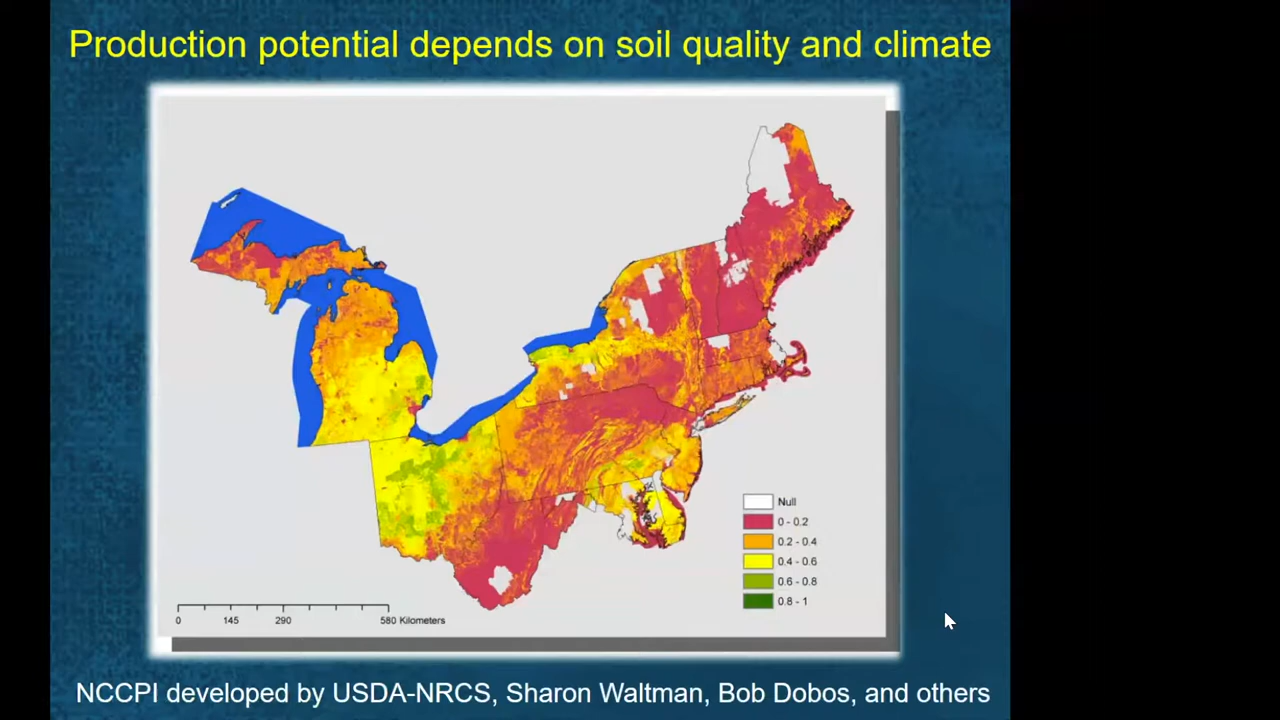 Production potential depends on soil quality and climate
Null
0 - 0.2
0.2 - 0.4
0.4 - 0.6
0.6 - 0.8
0.8 - 1
0 145 290 580 Kilometers
NCCPI developed by USDA-NRCS, Sharon Waltman, Bob Dobos, and others